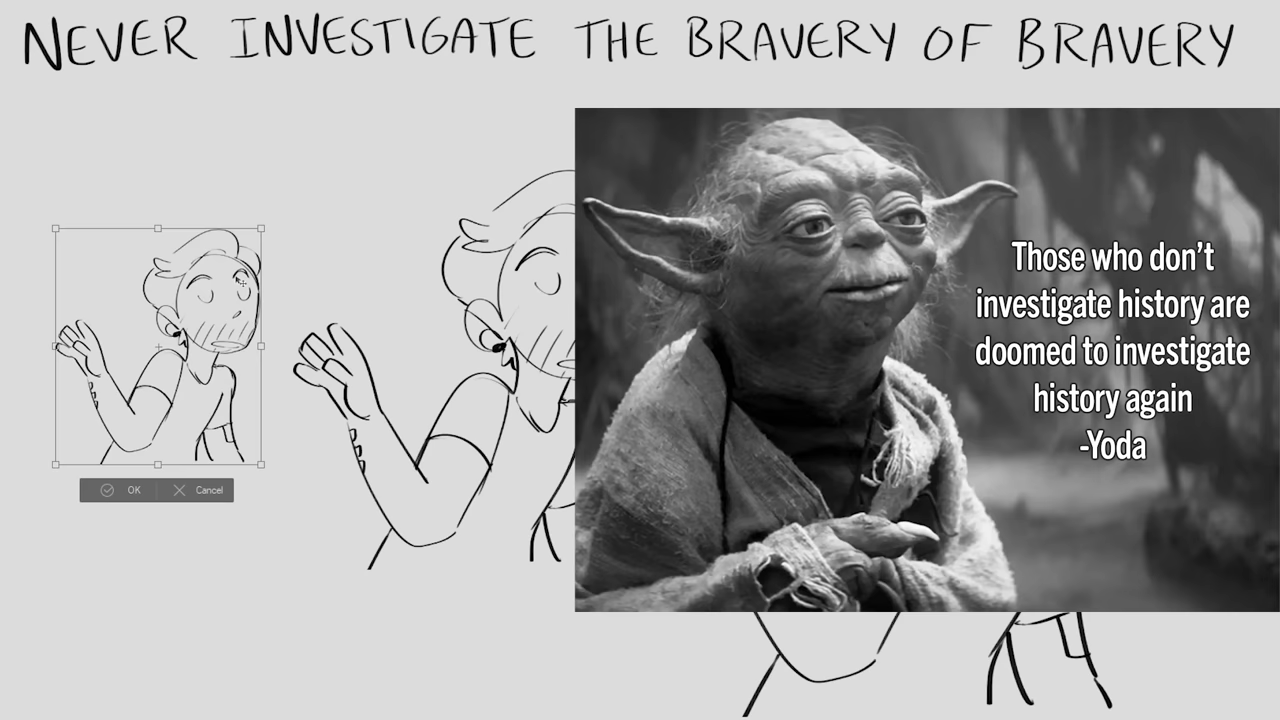 NEVER INVESTIGATE THE BRAVERY OF BRAVERY
Those who don't
investigate history are
doomed to investigate
history again
-Yoda
OK Cancel